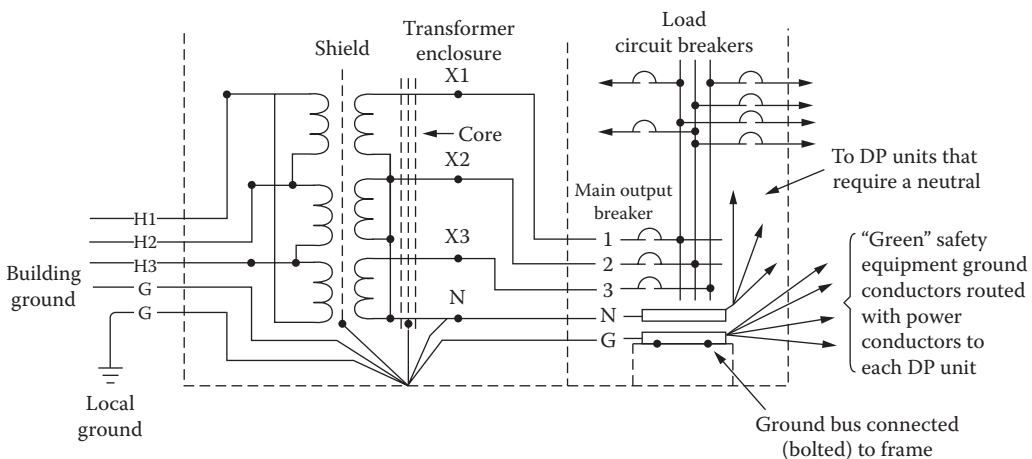 Load
circuit breakers
Transformer
enclosure
Shield
X1
Core
X2
To DP units that
require a neutral
Main output
breaker
X3
H1
H2
H3
G
G
Building
ground
1
2
3
N
N
G
“Green” safety
equipment ground
conductors routed
with power
conductors to
each DP unit
Local
ground
Ground bus connected
(bolted) to frame